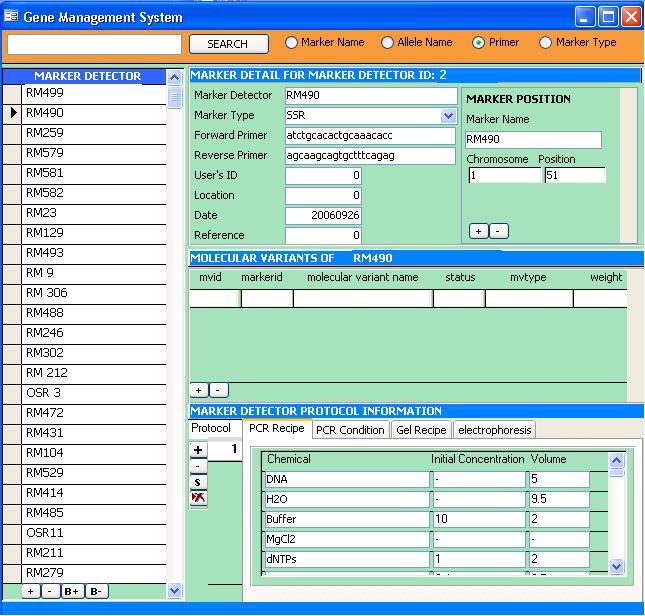 Gene Management System
SEARCH Marker Name Allele Name Primer Marker Type
MARKER DETECTOR
RM499
RM490
RM259
RM579
RM581
RM582
RM23
RM129
RM493
RM 9
RM 306
RM488
RM246
RM302
RM 212
OSR 3
RM472
RM431
RM104
RM529
RM414
RM485
OSR11
RM211
RM279
+ - B+ B-
MARKER DETAIL FOR MARKER DETECTOR ID: 2
Marker Detector RM490
Marker Type SSR
Forward Primer atctgcacactgcaaacacc
Reverse Primer agcaagcagtgctttcagag
User's ID 0
Location 0
Date 20060926
Reference 0
MARKER POSITION
Marker Name
RM490
Chromosome Position
1 51
+ -
MOLECULAR VARIANTS OF RM490
mvid markerid molecular variant name status mvtype weight
+ -
MARKER DETECTOR PROTOCOL INFORMATION
Protocol PCR Recipe PCR Condition Gel Recipe electrophoresis
+ 1
-
S
Chemical Initial Concentration Volume
DNA - 5
H2O - 9.5
Buffer 10 2
MgCl2 - -
dNTPs 1 2